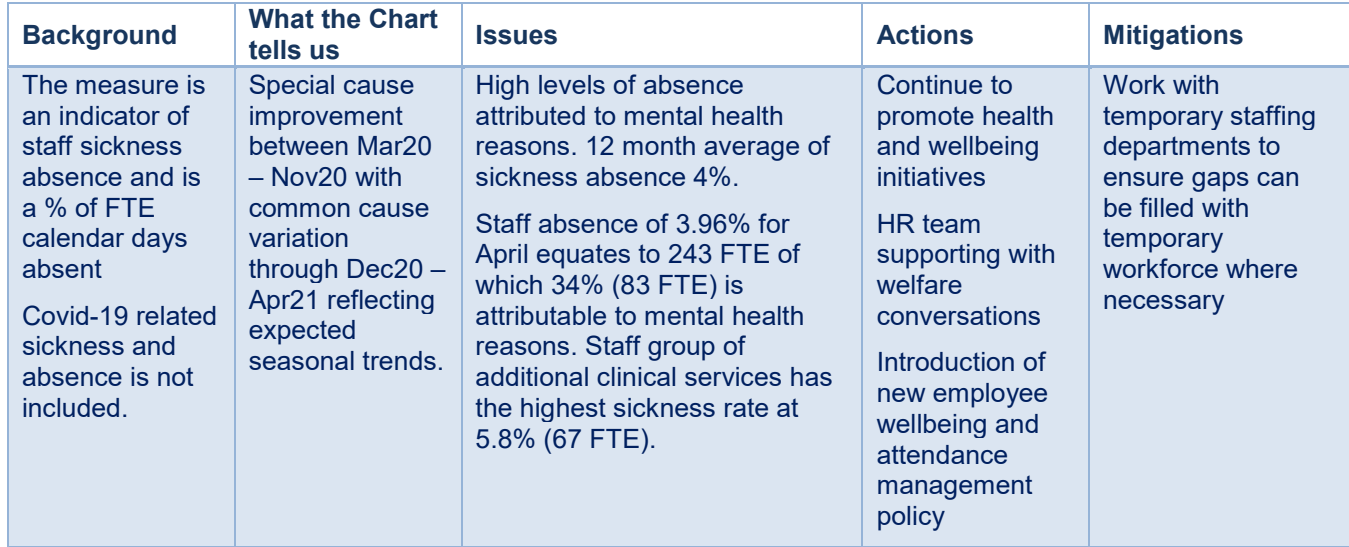 Background
What the Chart
tells us
Issues
Actions
Mitigations
The measure is
an indicator of
staff sickness
absence and is
a % of FTE
calendar days
absent
Covid-19 related
sickness and
absence is not
included.
Special cause
improvement
between Mar20
– Nov20 with
common cause
variation
through Dec20 –
Apr21 reflecting
expected
seasonal trends.
High levels of absence
attributed to mental health
reasons. 12 month average of
sickness absence 4%.
Staff absence of 3.96% for
April equates to 243 FTE of
which 34% (83 FTE) is
attributable to mental health
reasons. Staff group of
additional clinical services has
the highest sickness rate at
5.8% (67 FTE).
Continue to
promote health
and wellbeing
initiatives
HR team
supporting with
welfare
conversations
Introduction of
new employee
wellbeing and
attendance
management
policy
Work with
temporary staffing
departments to
ensure gaps can
be filled with
temporary
workforce where
necessary